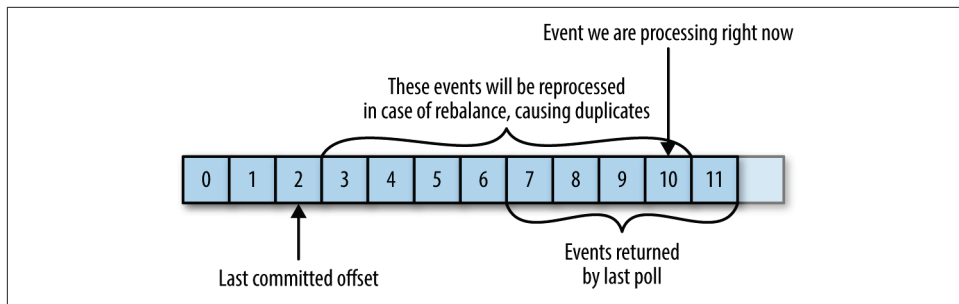 Event we are processing right now
These events will be reprocessed
in case of rebalance, causing duplicates
0 1 2 3 4 5 6 7 8 9 10 11
Last committed offset
Events returned
by last poll